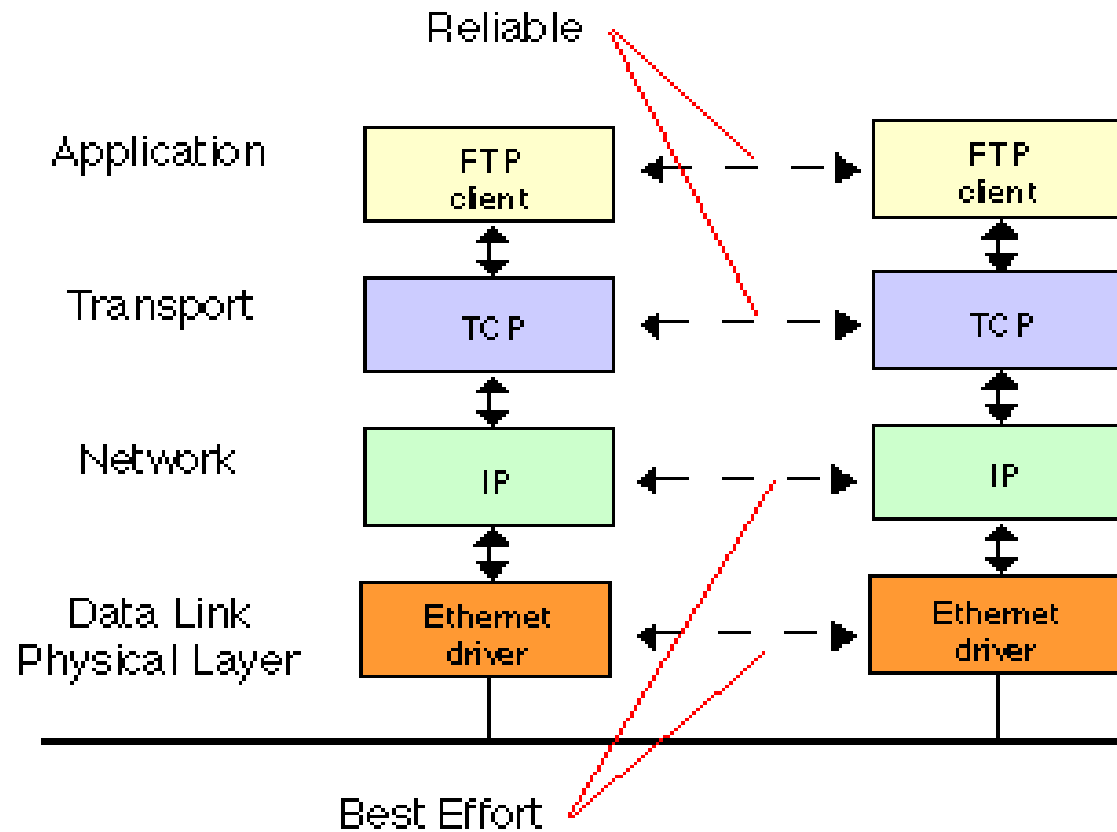 Reliable
Application
FTP
client
FTP
client
Transport
TCP
TCP
Network
IP
IP
Data Link
Physical Layer
Ethernet
driver
Ethernet
driver
Best Effort